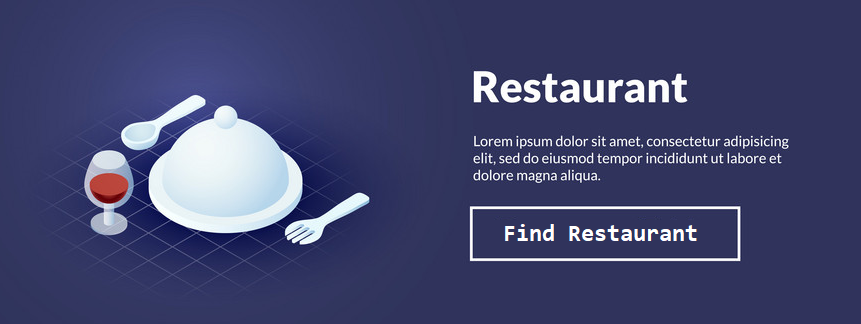 Restaurant
Lorem ipsum dolor sit amet, consectetur adipisicing
elit, sed do eiusmod tempor incididunt ut labore et
dolore magna aliqua.
Find Restaurant